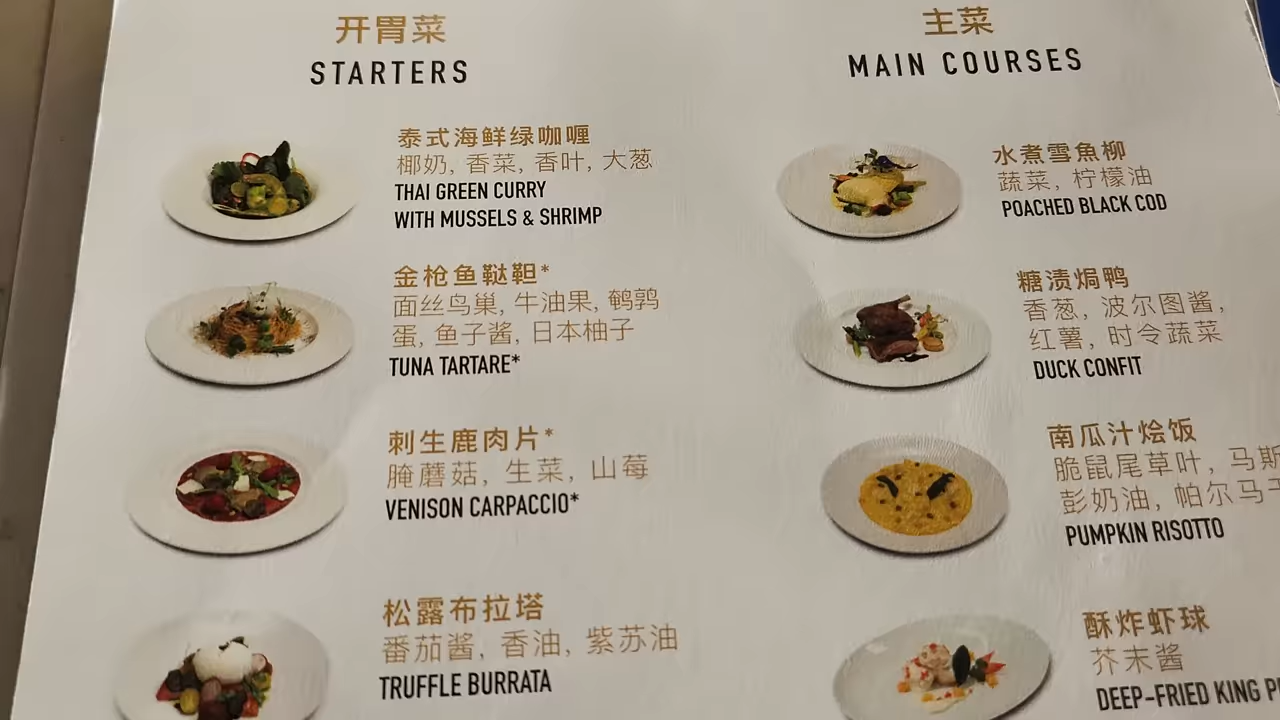 开胃菜
STARTERS
泰式海鲜绿咖喱
椰奶, 香菜, 香叶, 大葱
THAI GREEN CURRY
WITH MUSSELS & SHRIMP
金枪鱼鞑靼*
面丝鸟巢, 牛油果, 鹌鹑
蛋, 鱼子酱, 日本柚子
TUNA TARTARE*
刺生鹿肉片*
腌蘑菇, 生菜, 山莓
VENISON CARPACCIO*
松露布拉塔
番茄酱, 香油, 紫苏油
TRUFFLE BURRATA
主菜
MAIN COURSES
水煮雪魚柳
蔬菜, 柠檬油
POACHED BLACK COD
糖渍焗鸭
香葱, 波尔图酱,
红薯, 时令蔬菜
DUCK CONFIT
南瓜汁烩饭
脆鼠尾草叶, 马斯
彭奶油, 帕尔马
PUMPKIN RISOTTO
酥炸虾球
芥末酱
DEEP-FRIED KING